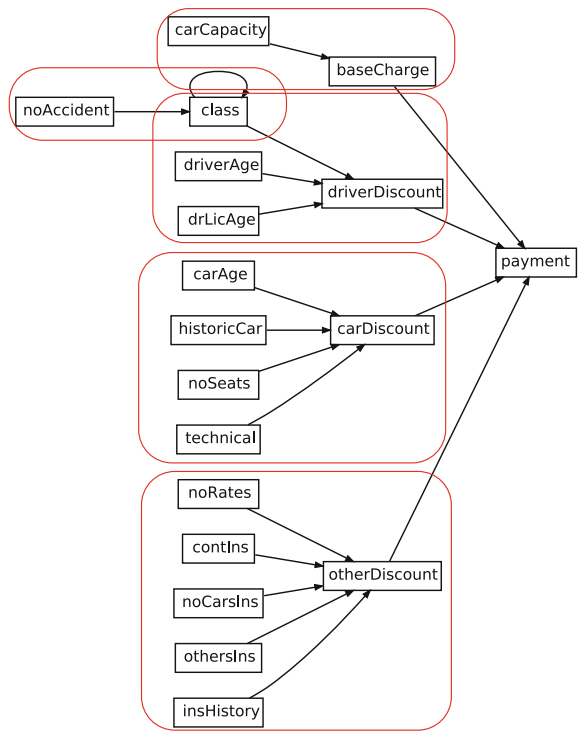 carCapacity
baseCharge
noAccident
class
driverAge
driverDiscount
drLicAge
payment
carAge
historicCar
carDiscount
noSeats
technical
noRates
contIns
otherDiscount
noCarsIns
othersIns
insHistory